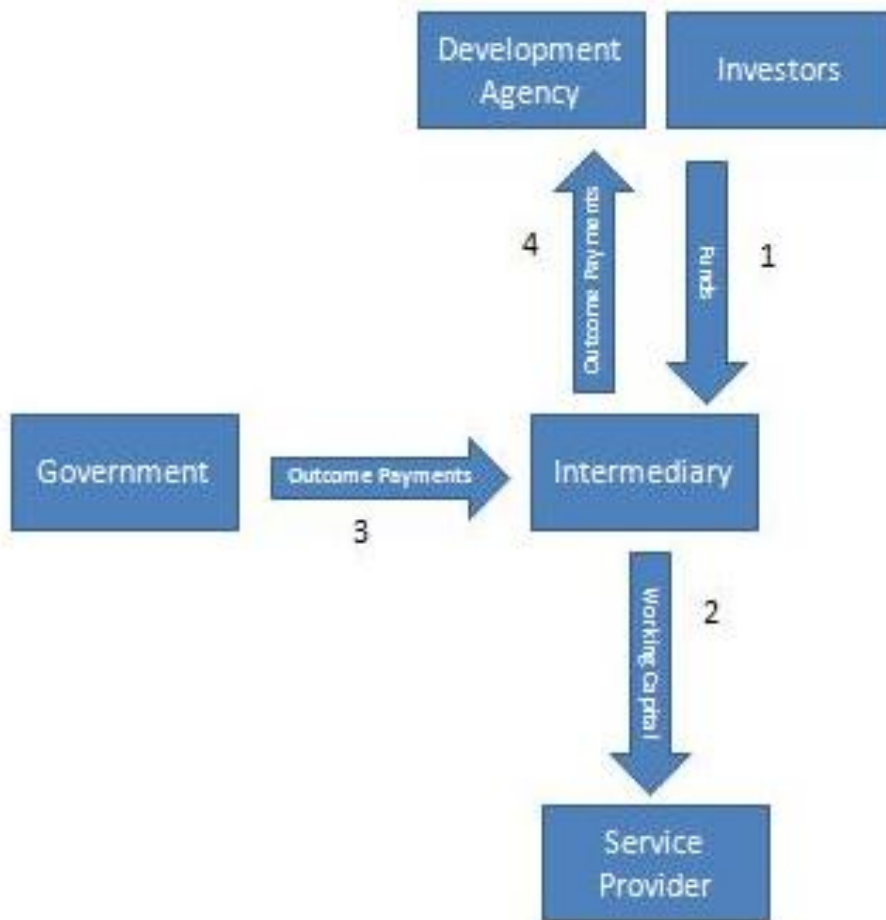 Development
Agency
Investors
4
Outcome Payments
Funds
1
Government
Outcome Payments
3
Intermediary
Working Capital
2
Service
Provider